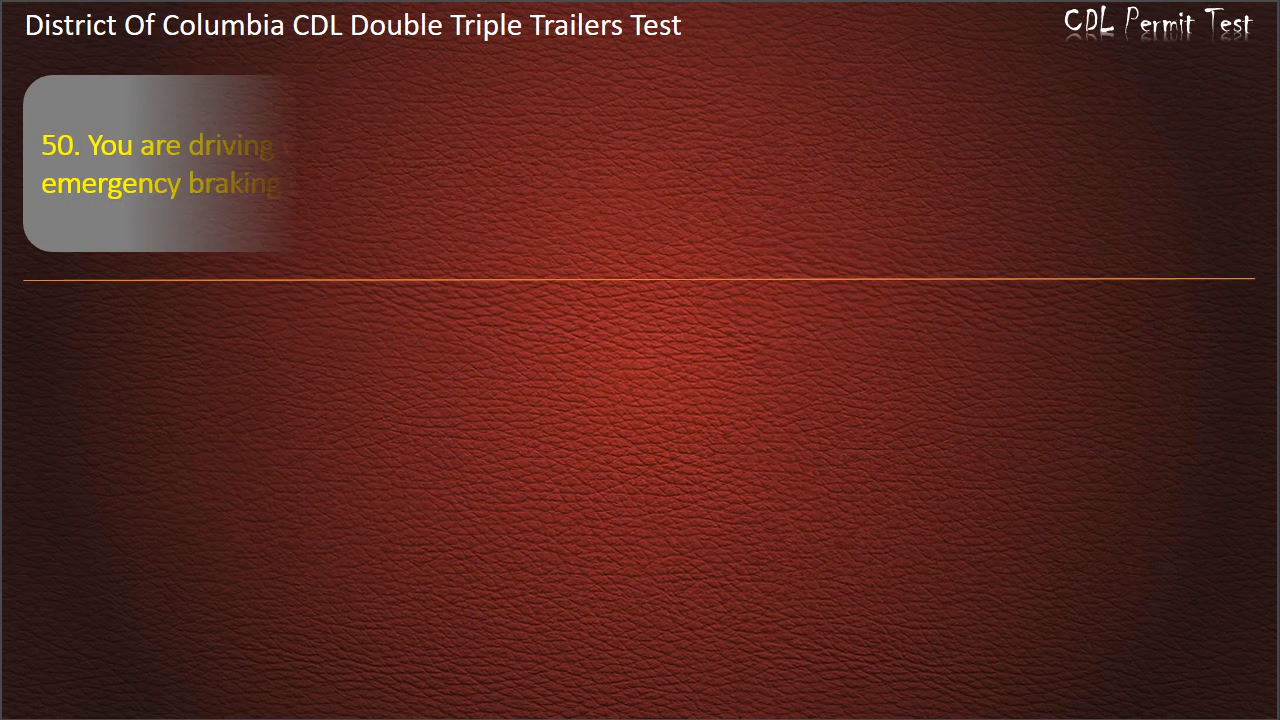 District Of Columbia CDL Double Triple Trailers Test
CDL Permit Test
50. You are driving
emergency braking